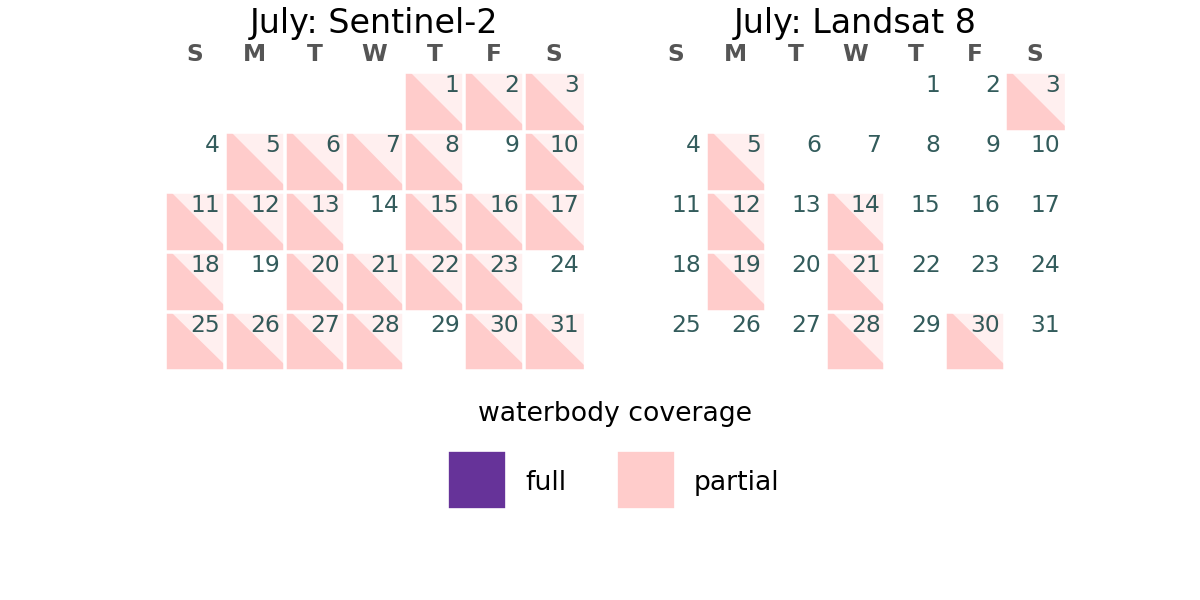 July: Sentinel-2
S M T W T F S
1 2 3
4 5 6 7 8 9 10
11 12 13 14 15 16 17
18 19 20 21 22 23 24
25 26 27 28 29 30 31
July: Landsat 8
S M T W T F S
1 2 3
4 5 6 7 8 9 10
11 12 13 14 15 16 17
18 19 20 21 22 23 24
25 26 27 28 29 30 31
waterbody coverage
full partial